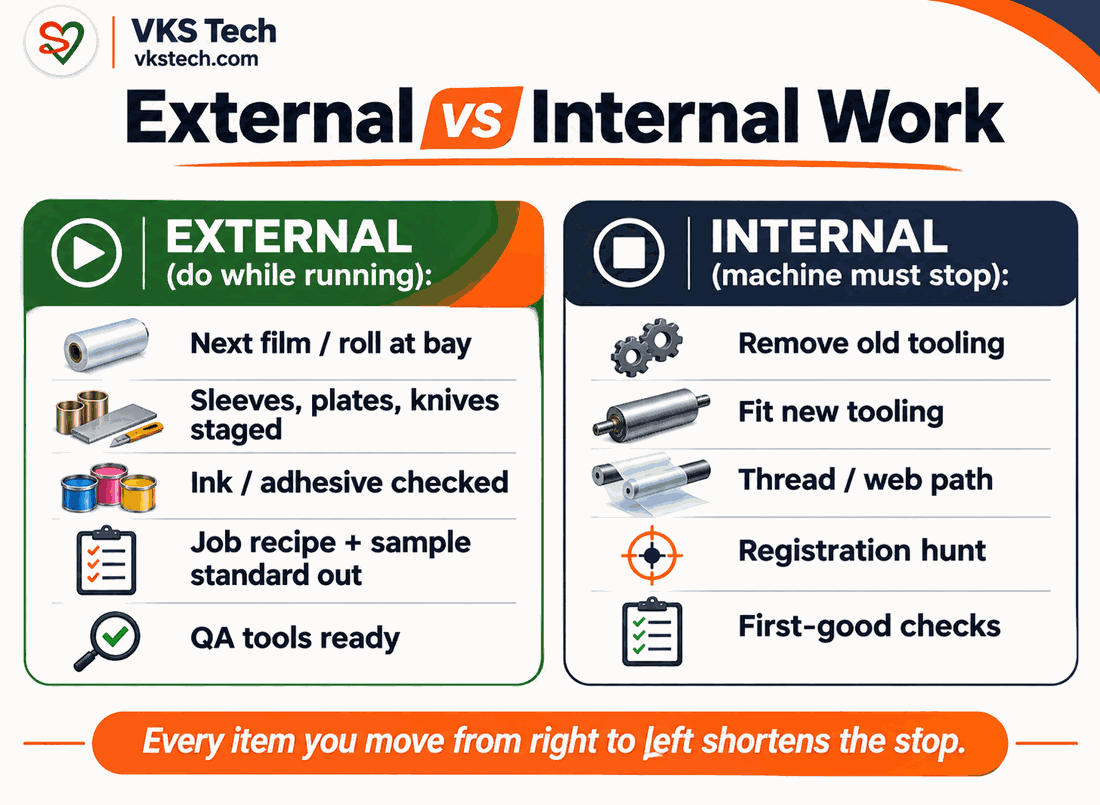 VKS Tech
vkstech.com
External vs Internal Work
EXTERNAL
(do while running):
Next film / roll at bay
Sleeves, plates, knives
staged
Ink / adhesive checked
Job recipe + sample
standard out
QA tools ready
INTERNAL
(machine must stop):
Remove old tooling
Fit new tooling
Thread / web path
Registration hunt
First-good checks
Every item you move from right to left shortens the stop.